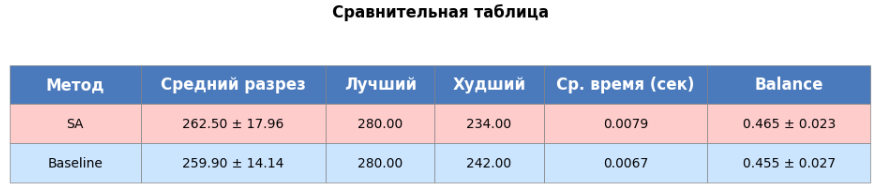 Сравнительная таблица
Метод Средний разрез Лучший Худший Ср. время (сек) Balance
SA 262.50 ± 17.96 280.00 234.00 0.0079 0.465 ± 0.023
Baseline 259.90 ± 14.14 280.00 242.00 0.0067 0.455 ± 0.027